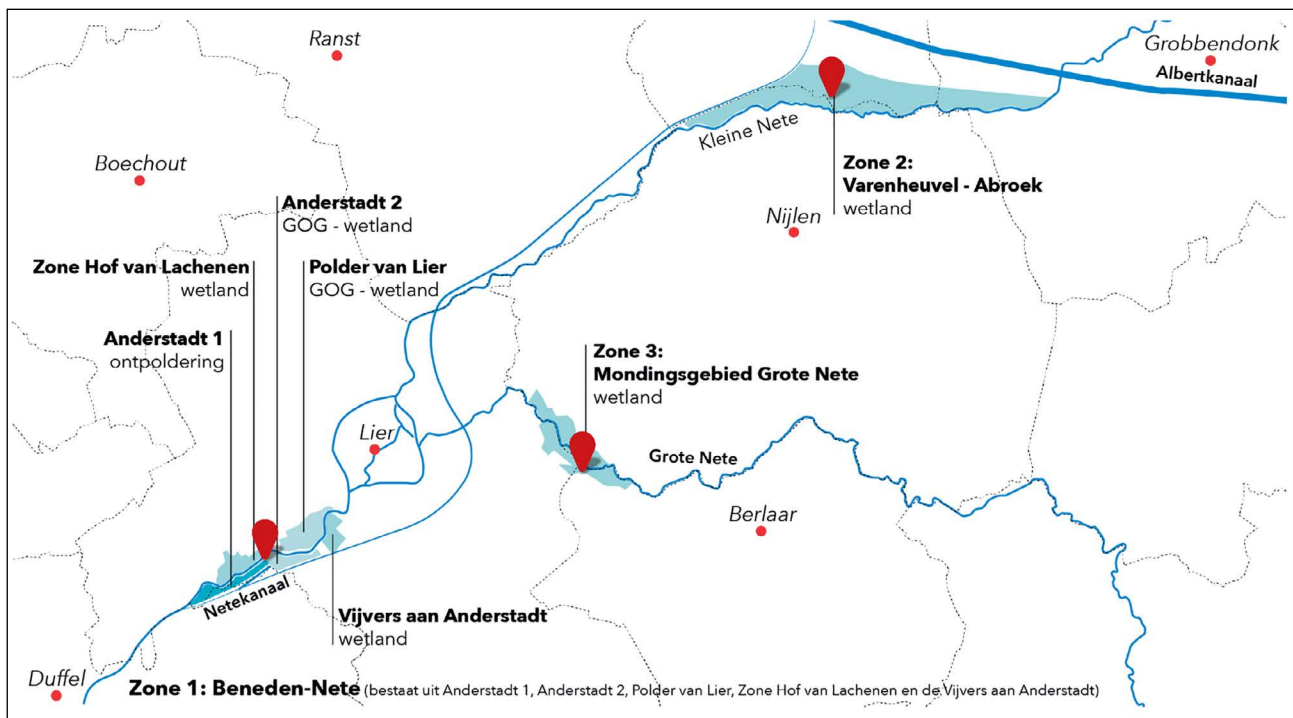 Ranst
Grobbendonk
Albertkanaal
Kleine Nete
Boechout
Zone 2:
Varenheuvel - Abroek
wetland
Anderstadt 2
GOG - wetland
Nijlen
Zone Hof van Lachenen
wetland
Polder van Lier
GOG - wetland
Anderstadt 1
ontpoldering
Zone 3:
Mondingsgebied Grote Nete
wetland
Lier
Grote Nete
Berlaar
Netekanaal
Vijvers aan Anderstadt
wetland
Duffel
Zone 1: Beneden-Nete (bestaat uit Anderstadt 1, Anderstadt 2, Polder van Lier, Zone Hof van Lachenen en de Vijvers aan Anderstadt)